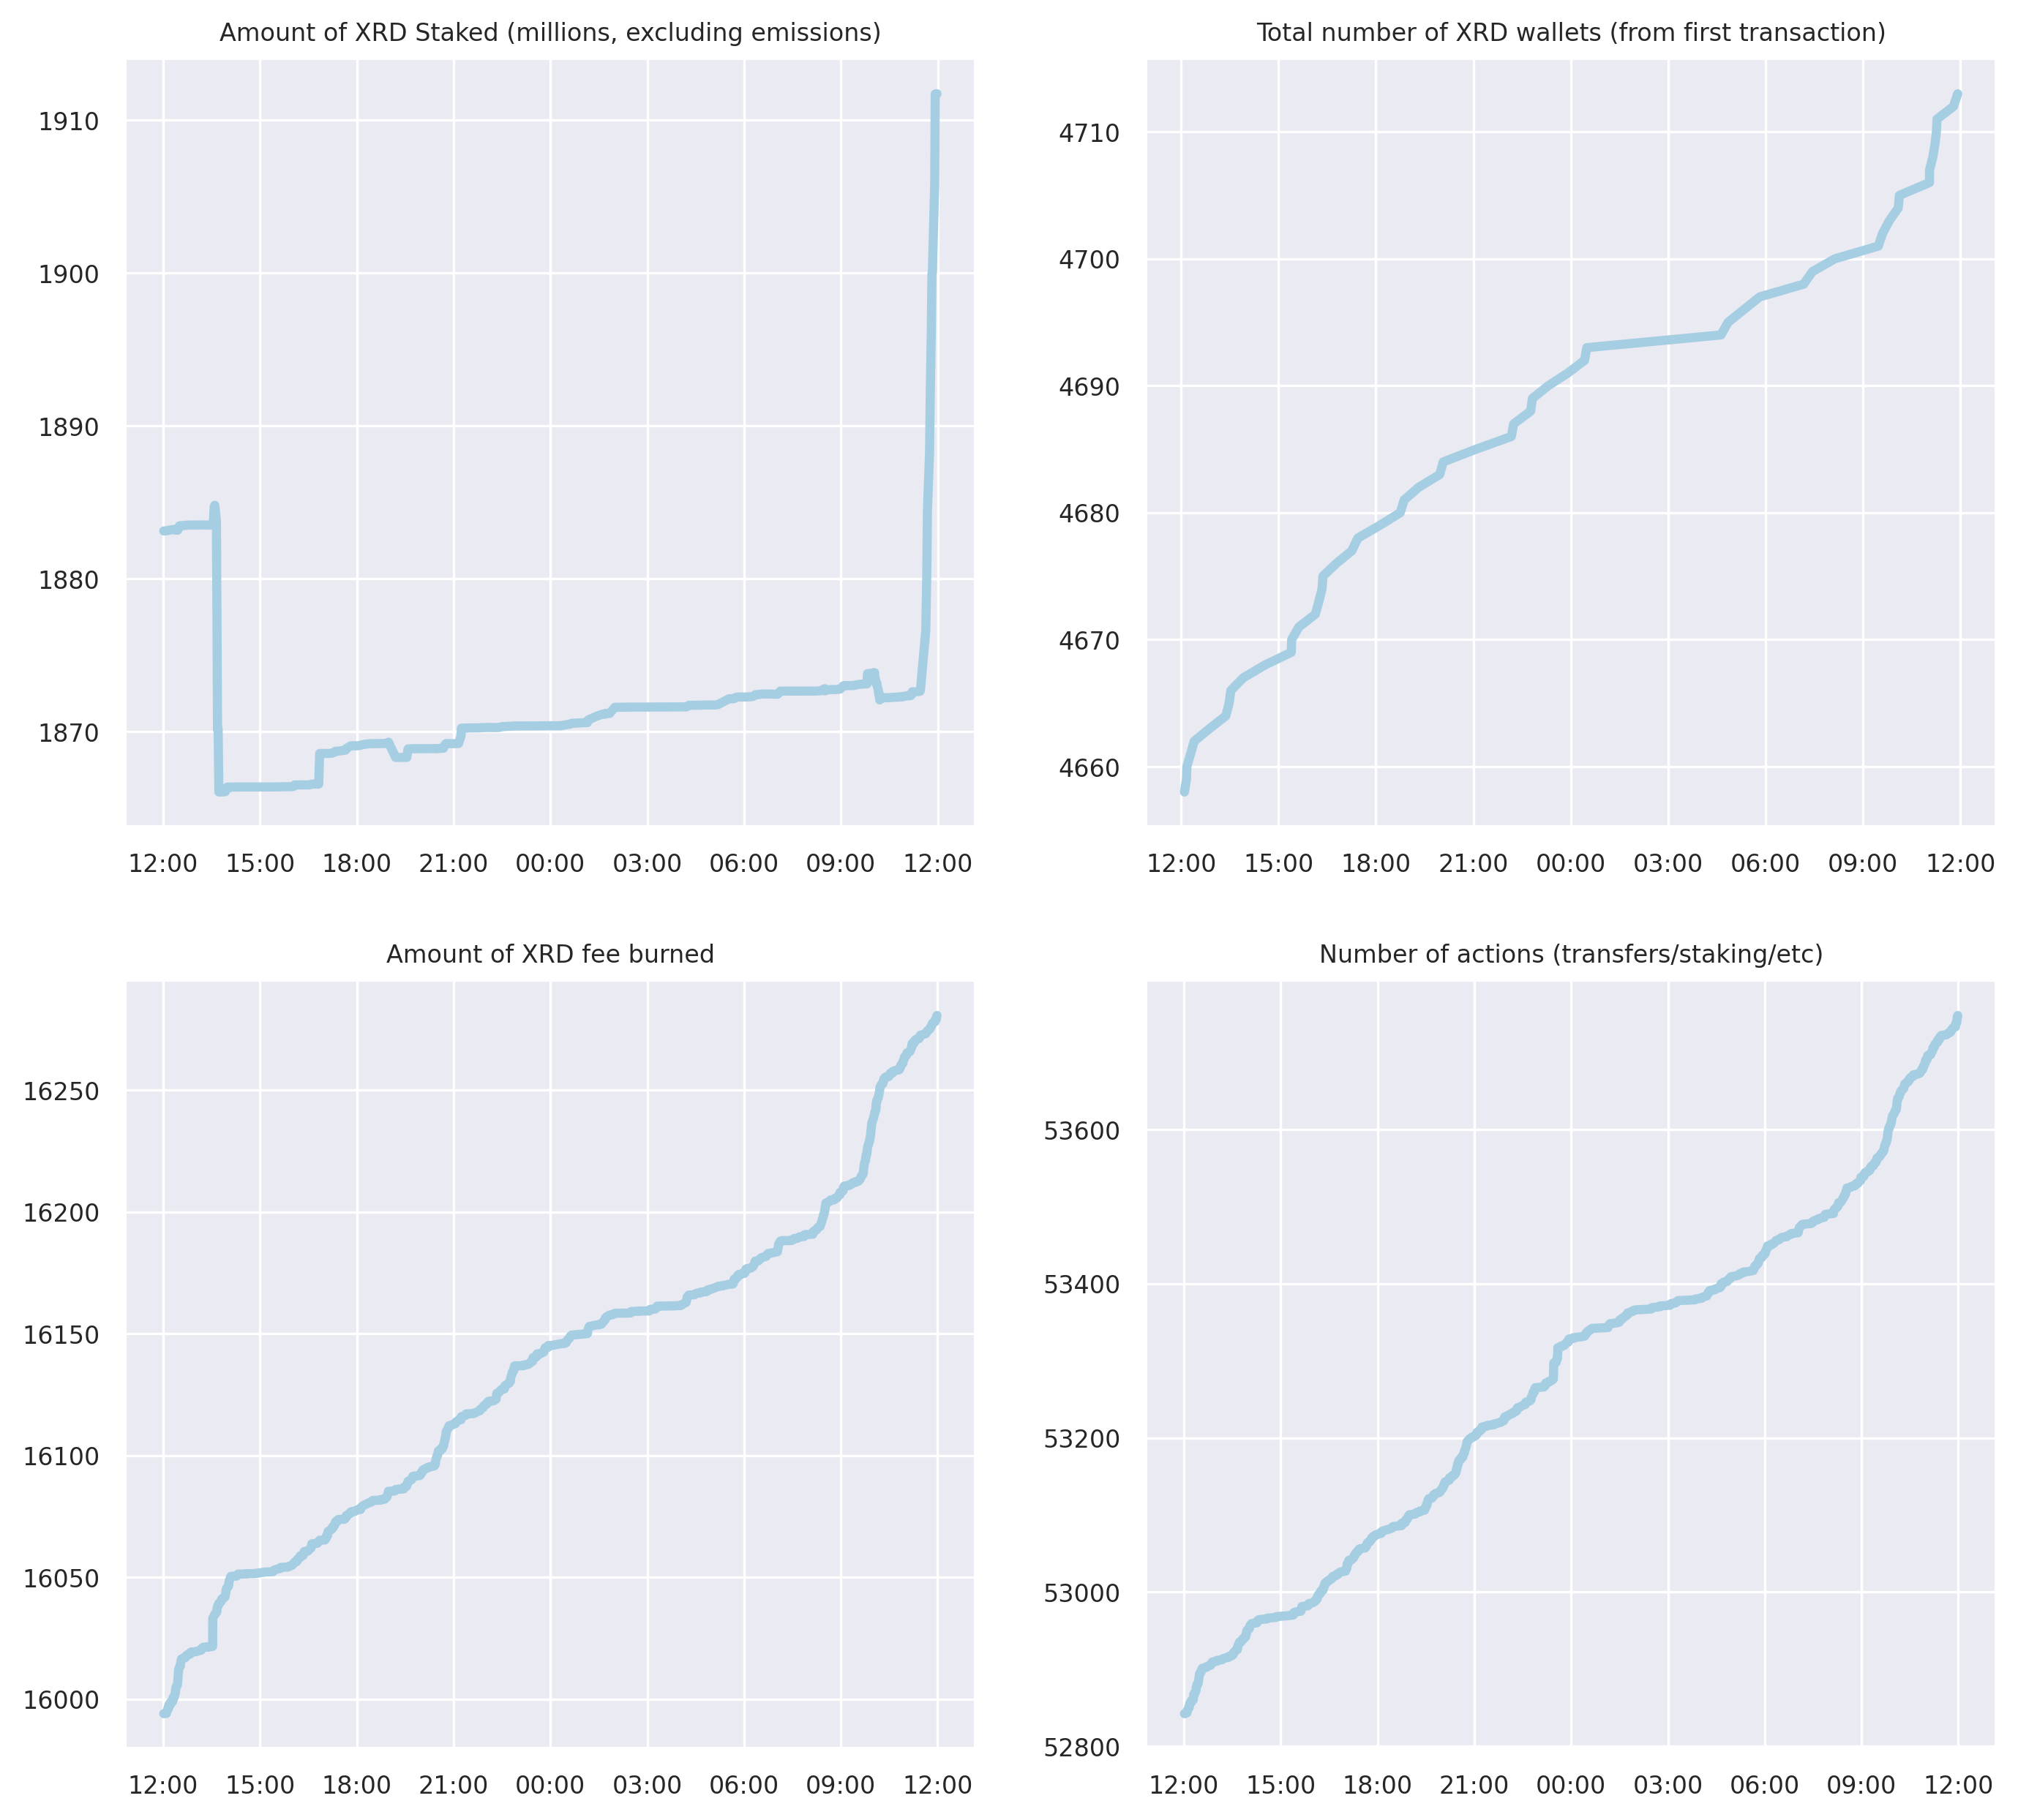 Amount of XRD Staked (millions, excluding emissions)
1910
1900
1890
1880
1870
12:00 15:00 18:00 21:00 00:00 03:00 06:00 09:00 12:00
Total number of XRD wallets (from first transaction)
4710
4700
4690
4680
4670
4660
12:00 15:00 18:00 21:00 00:00 03:00 06:00 09:00 12:00
Amount of XRD fee burned
16250
16200
16150
16100
16050
16000
12:00 15:00 18:00 21:00 00:00 03:00 06:00 09:00 12:00
Number of actions (transfers/staking/etc)
53600
53400
53200
53000
52800
12:00 15:00 18:00 21:00 00:00 03:00 06:00 09:00 12:00